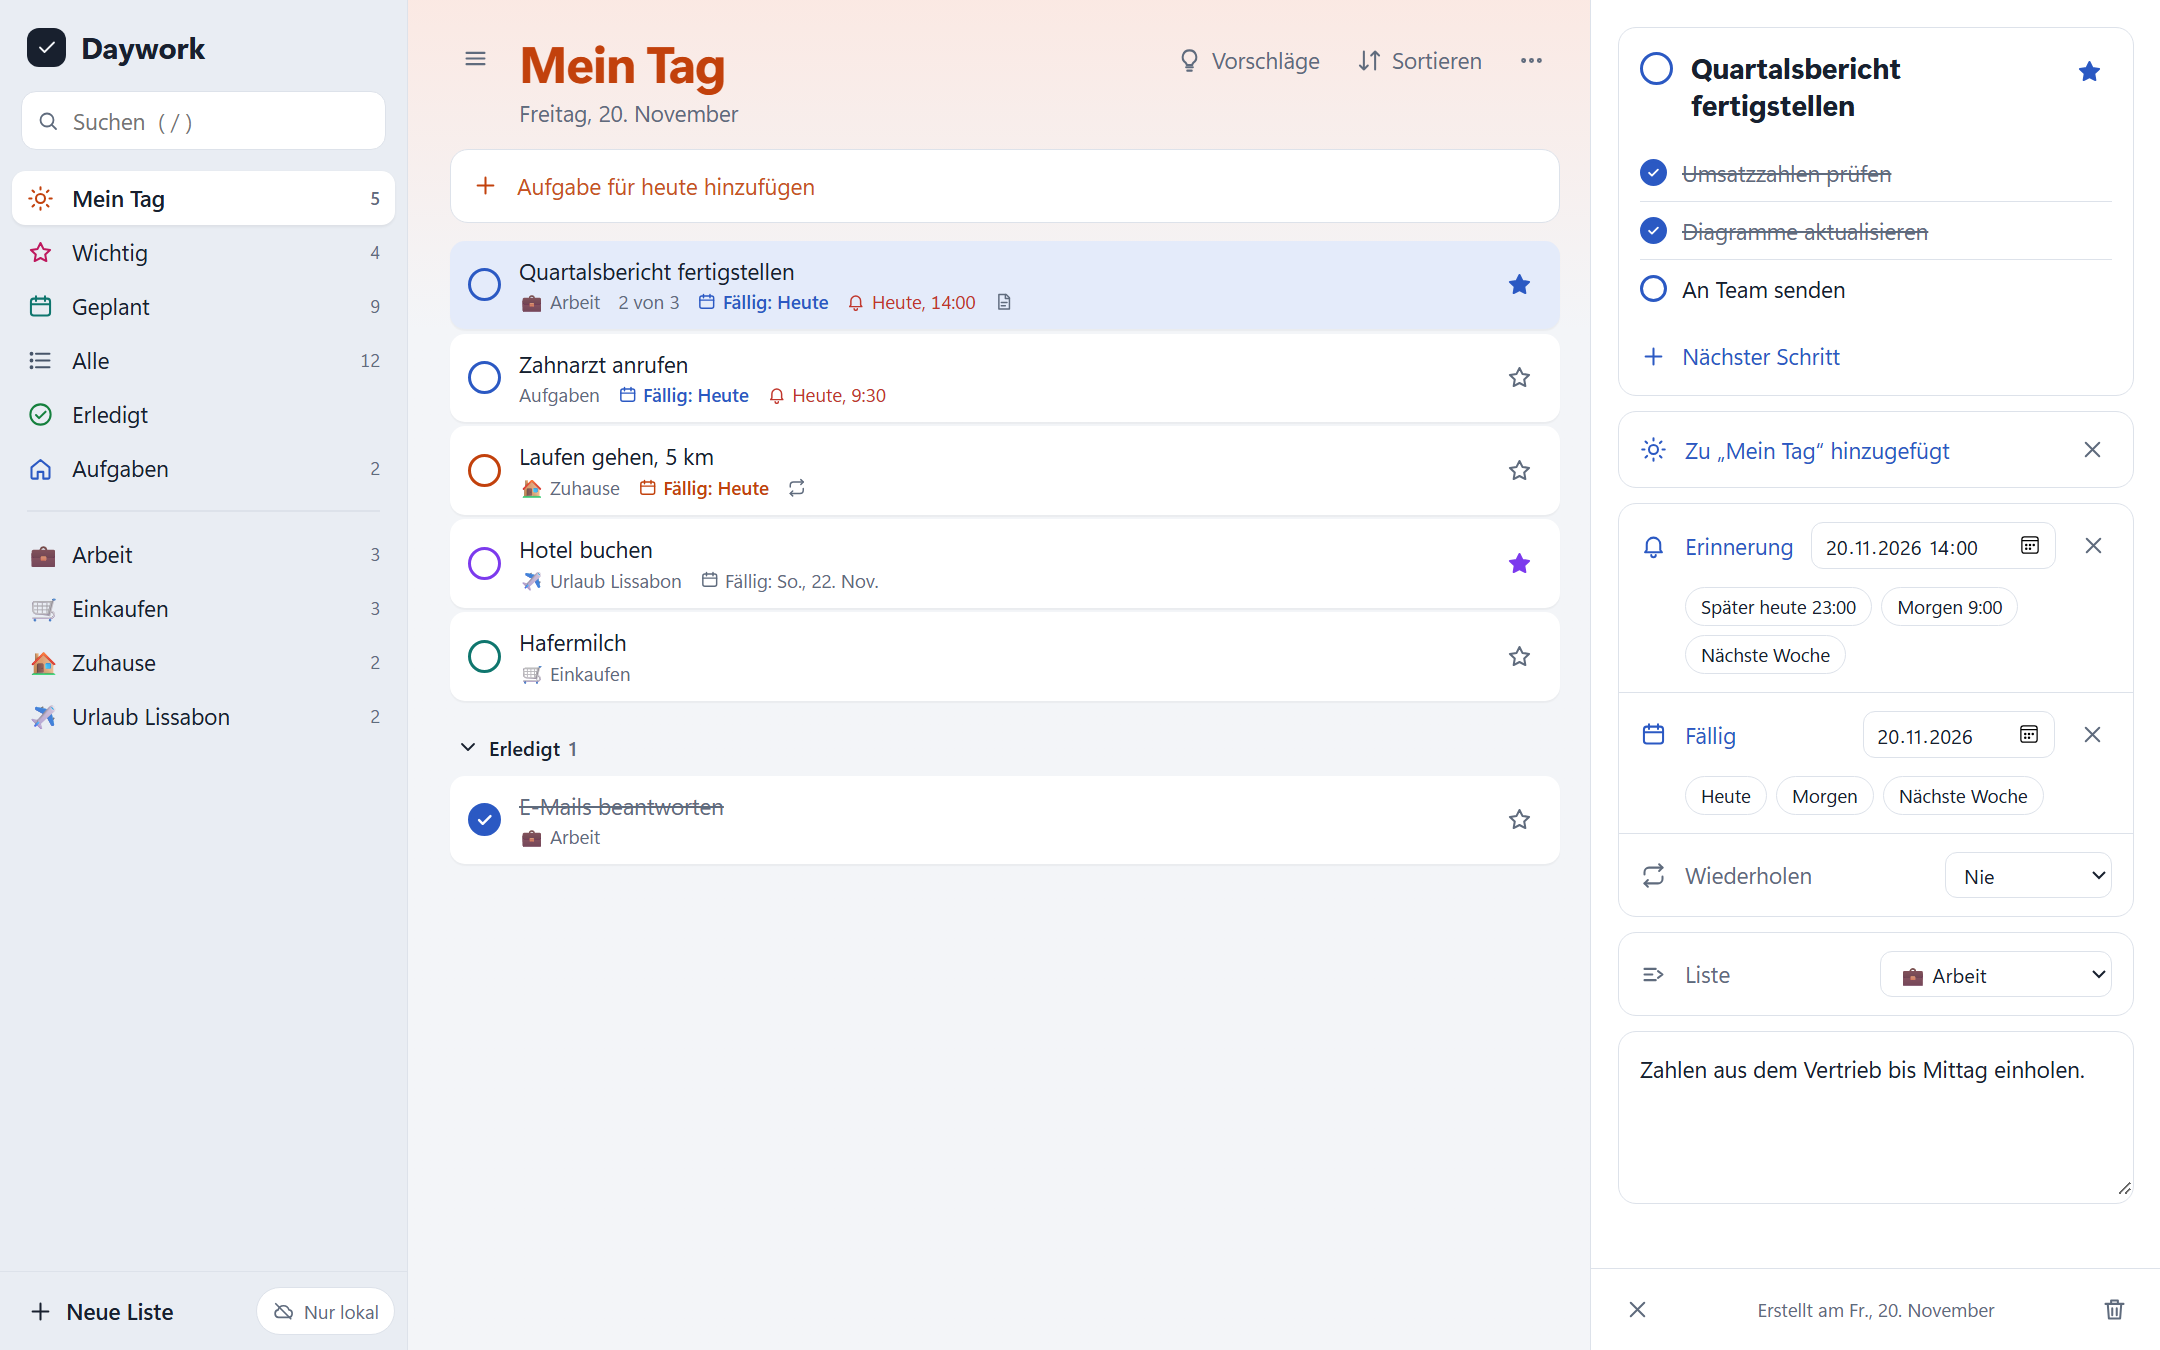 Daywork
Suchen ( / )
Mein Tag 5
Wichtig 4
Geplant 9
Alle 12
Erledigt
Aufgaben 2
Arbeit 3
Einkaufen 3
Zuhause 2
Urlaub Lissabon 2
Neue Liste
Nur lokal
Mein Tag
Freitag, 20. November
Vorschläge
Sortieren
Aufgabe für heute hinzufügen
Quartalsbericht fertigstellen
Arbeit 2 von 3 Fällig: Heute Heute, 14:00
Zahnarzt anrufen
Aufgaben Fällig: Heute Heute, 9:30
Laufen gehen, 5 km
Zuhause Fällig: Heute
Hotel buchen
Urlaub Lissabon Fällig: So., 22. Nov.
Hafermilch
Einkaufen
Erledigt 1
E-Mails beantworten
Arbeit
Quartalsbericht
fertigstellen
Umsatzzahlen prüfen
Diagramme aktualisieren
An Team senden
Nächster Schritt
Zu „Mein Tag“ hinzugefügt
Erinnerung 20.11.2026 14:00
Später heute 23:00 Morgen 9:00
Nächste Woche
Fällig 20.11.2026
Heute Morgen Nächste Woche
Wiederholen Nie
Liste Arbeit
Zahlen aus dem Vertrieb bis Mittag einholen.
Erstellt am Fr., 20. November